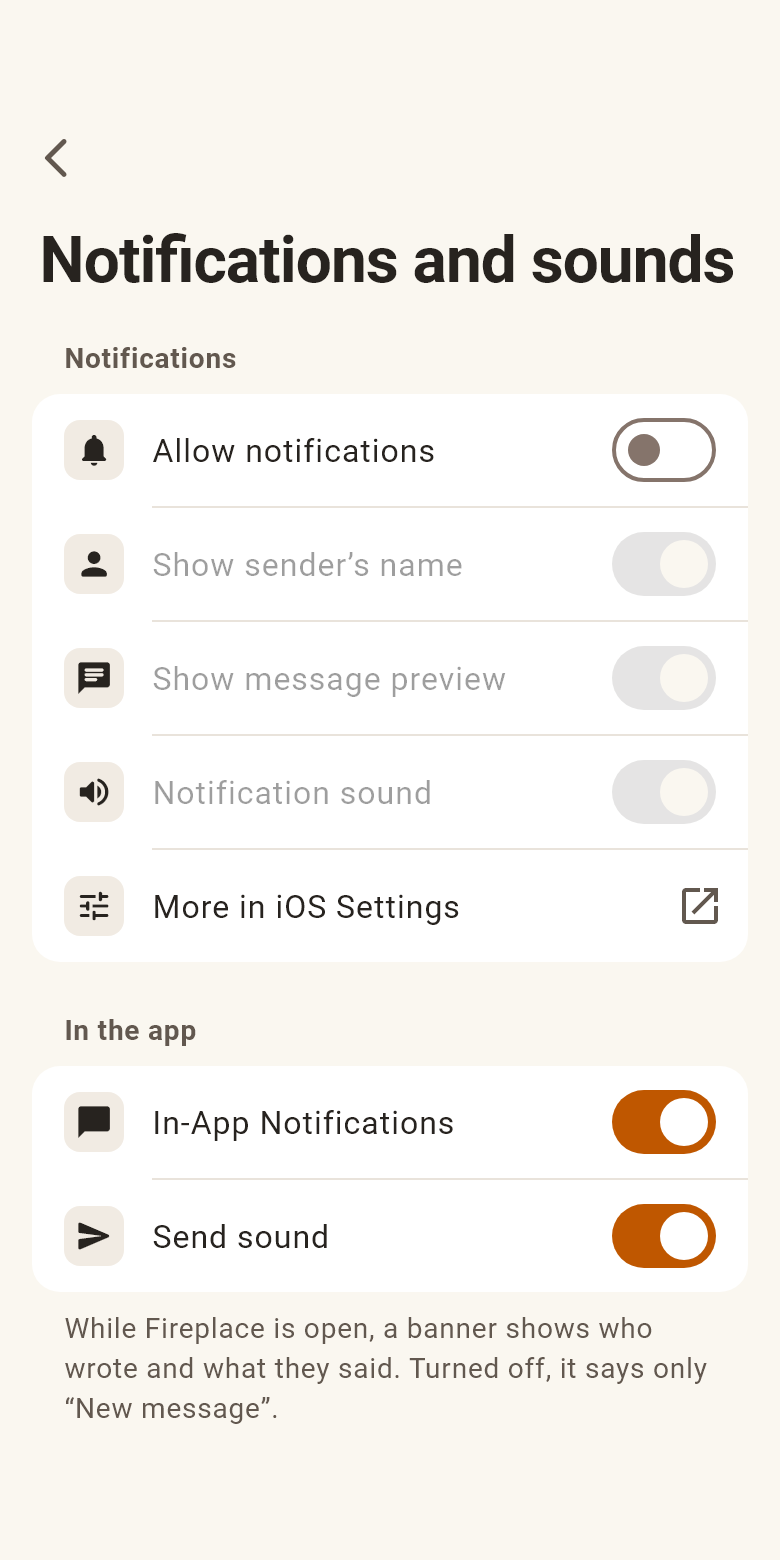 Notifications and sounds
Notifications
Allow notifications
Show sender’s name
Show message preview
Notification sound
More in iOS Settings
In the app
In-App Notifications
Send sound
While Fireplace is open, a banner shows who
wrote and what they said. Turned off, it says only
“New message”.